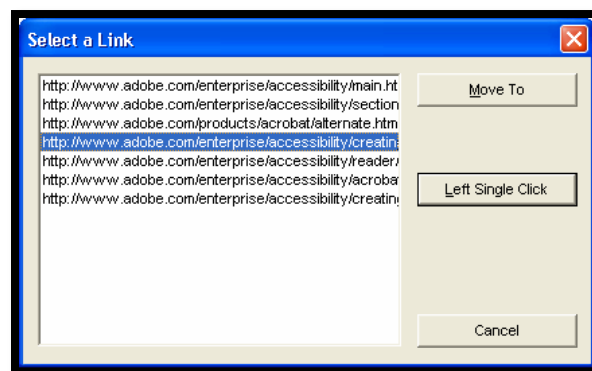 Select a Link
http://www.adobe.com/enterprise/accessibility/main.ht
http://www.adobe.com/enterprise/accessibility/section
http://www.adobe.com/products/acrobat/alternate.htm
http://www.adobe.com/enterprise/accessibility/creatin
http://www.adobe.com/enterprise/accessibility/reader/
http://www.adobe.com/enterprise/accessibility/acroba
http://www.adobe.com/enterprise/accessibility/creatin
Move To
Left Single Click
Cancel